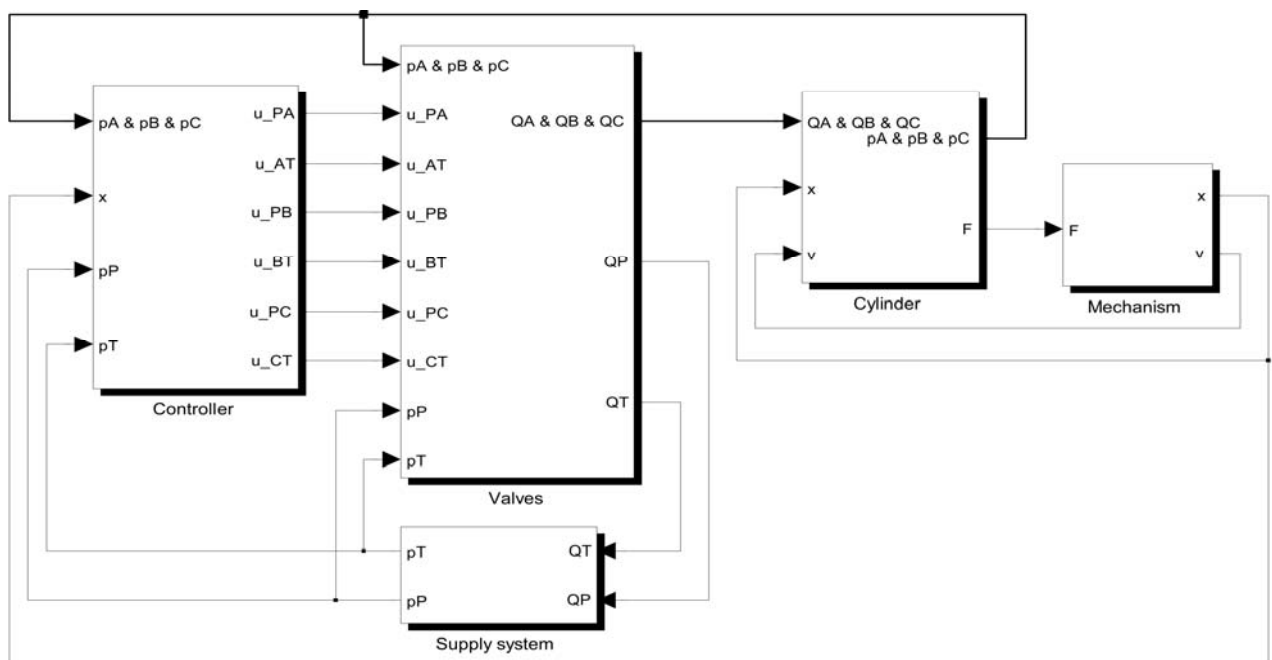 pA & pB & pC
x
pP
pT
u_PA
u_AT
u_PB
u_BT
u_PC
u_CT
Controller
pA & pB & pC
u_PA
u_AT
u_PB
u_BT
u_PC
u_CT
pP
pT
QA & QB & QC
QP
QT
Valves
QA & QB & QC
x
v
pA & pB & pC
F
Cylinder
F
x
v
Mechanism
pT
pP
QT
QP
Supply system